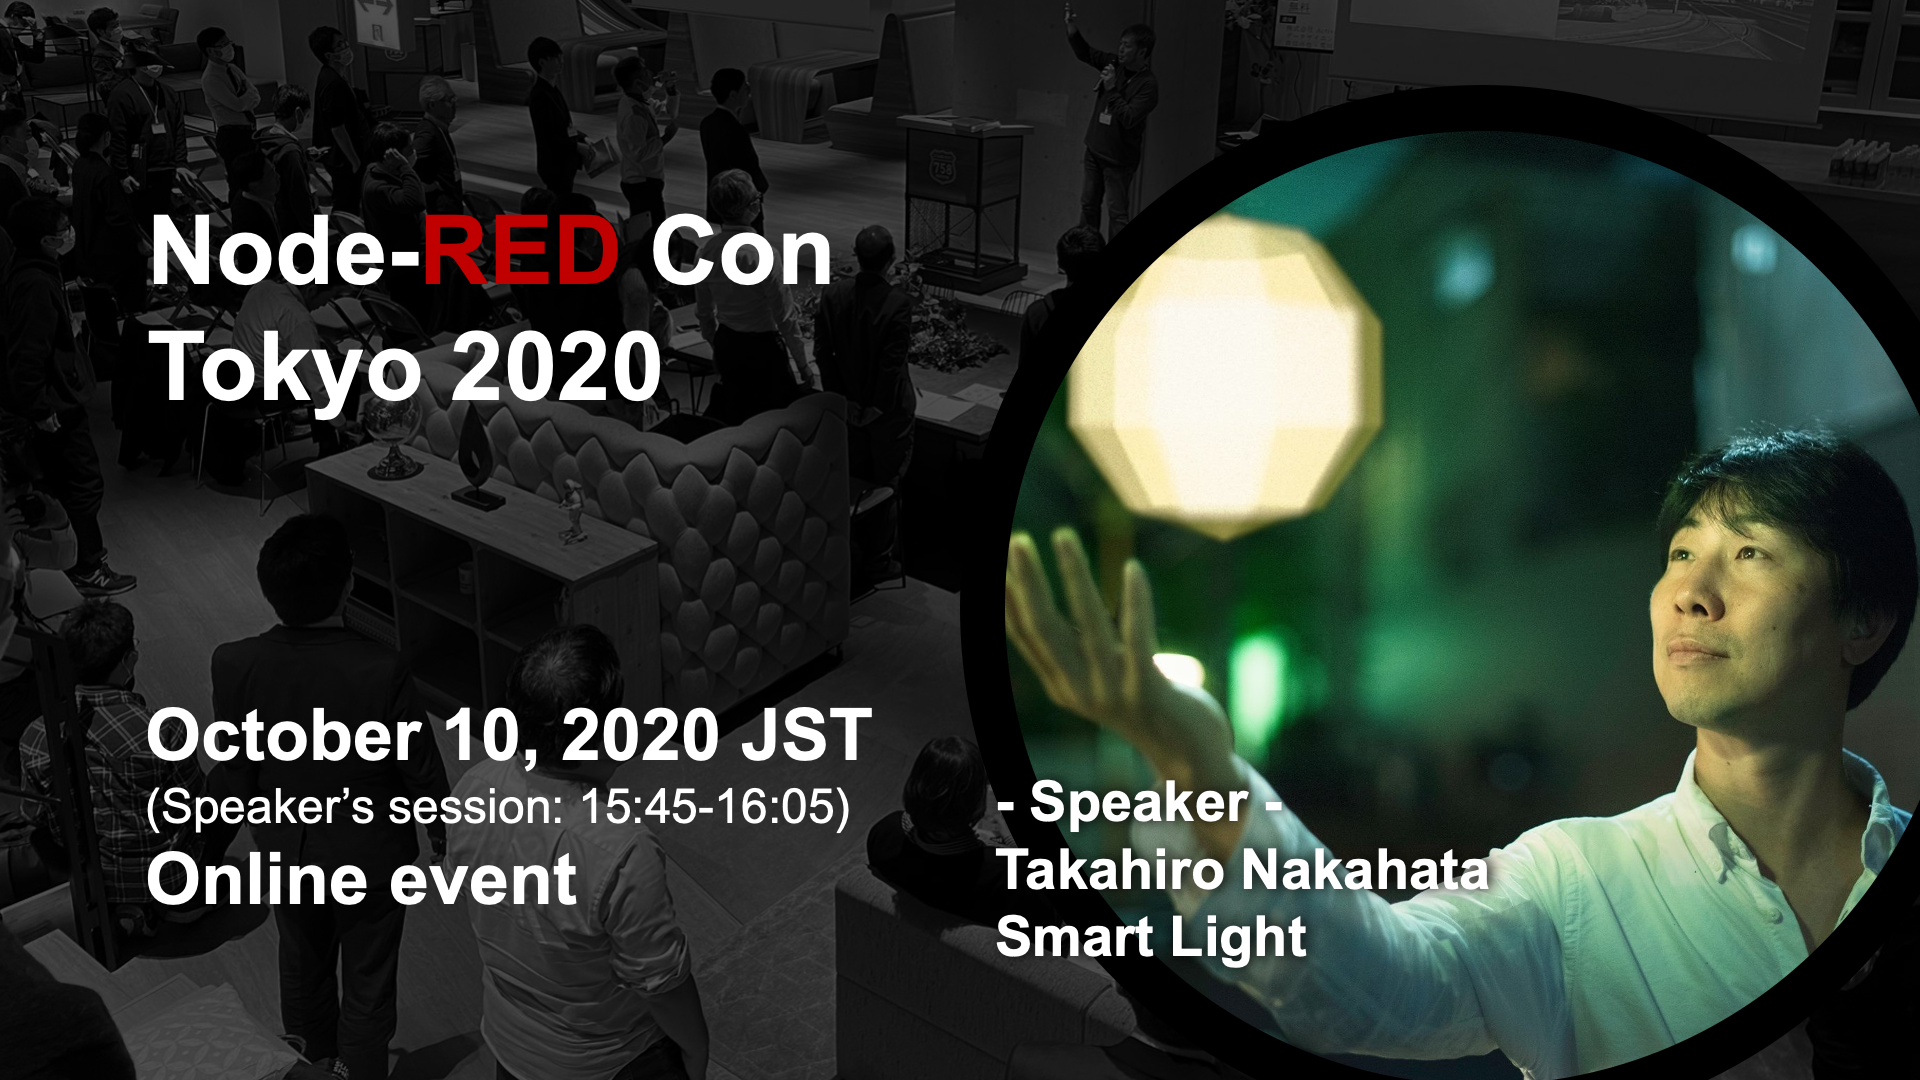 Node-RED Con
Tokyo 2020
October 10, 2020 JST
(Speaker’s session: 15:45-16:05)
Online event
- Speaker -
Takahiro Nakahata
Smart Light
758